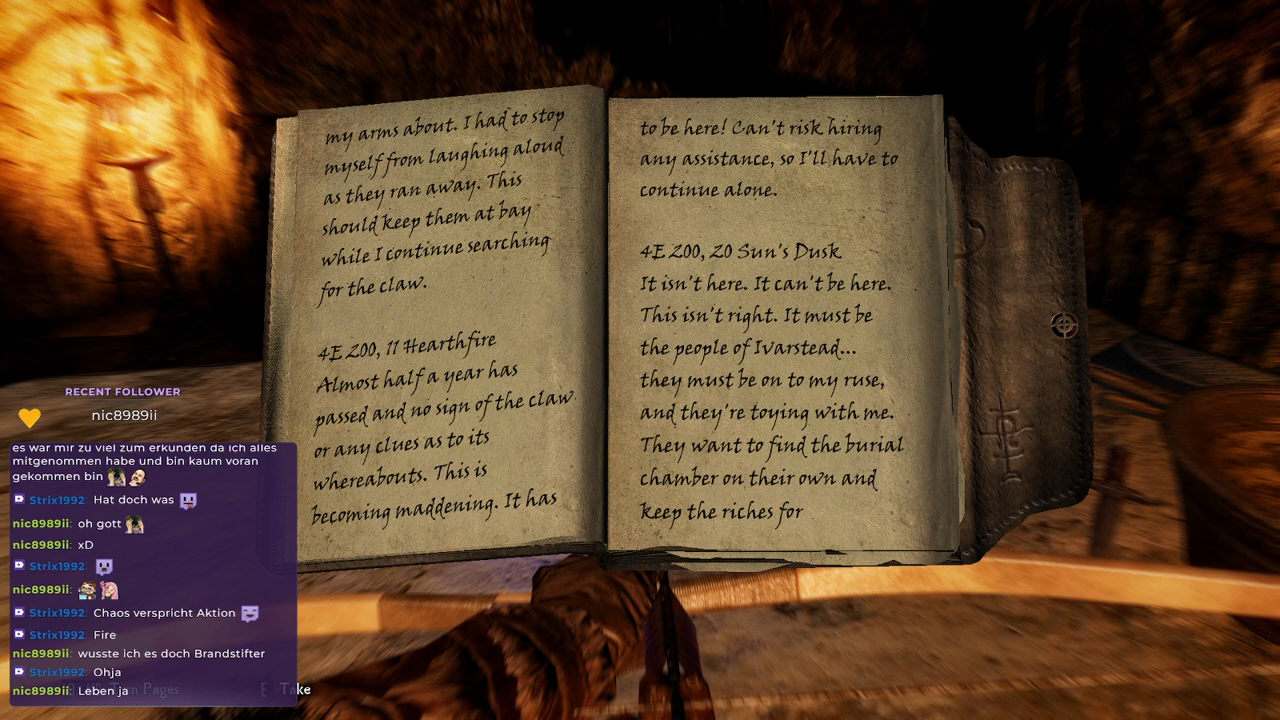 my arms about. I had to stop
myself from laughing aloud
as they ran away. This
should keep them at bay
while I continue searching
for the claw.
4E 200, 11 Hearthfire
Almost half a year has
passed and no sign of the claw
or any clues as to its
whereabouts. This is
becoming maddening. It has
to be here! Can't risk hiring
any assistance, so I'll have to
continue alone.
4E 200, 20 Sun's Dusk
It isn't here. It can't be here.
This isn't right. It must be
the people of Ivarstead...
they must be on to my ruse,
and they're toying with me.
They want to find the burial
chamber on their own and
keep the riches for
RECENT FOLLOWER
nic8989ii
es war mir zu viel zum erkunden da ich alles
mitgenommen habe und bin kaum voran
gekommen bin
Strix1992: Hat doch was
nic8989ii: oh gott
nic8989ii: xD
Strix1992:
nic8989ii:
Strix1992: Chaos verspricht Aktion
Strix1992: Fire
nic8989ii: wusste ich es doch Brandstifter
Strix1992: Ohja
nic8989ii: Leben ja
Turn Pages
E Take